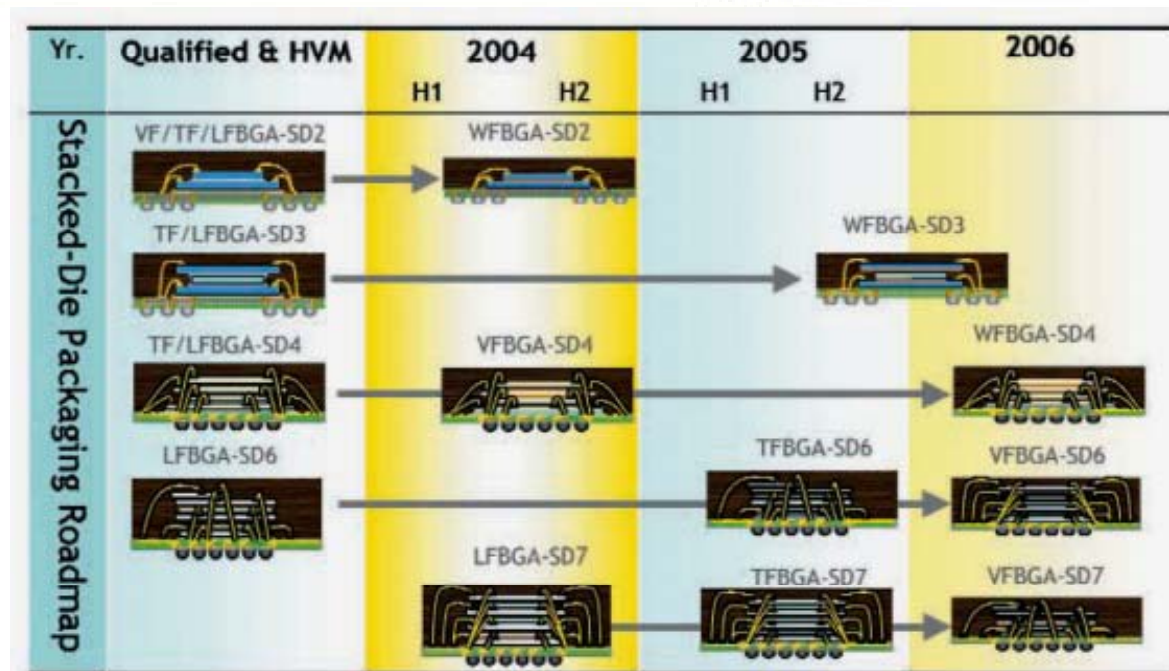 Yr.
Qualified & HVM
2004
2005
2006
H1
H2
H1
H2
Stacked-Die Packaging Roadmap
VF/TF/LFBGA-SD2
WFBGA-SD2
TF/LFBGA-SD3
WFBGA-SD3
TF/LFBGA-SD4
VFBGA-SD4
WFBGA-SD4
LFBGA-SD6
TFBGA-SD6
VFBGA-SD6
LFBGA-SD7
TFBGA-SD7
VFBGA-SD7